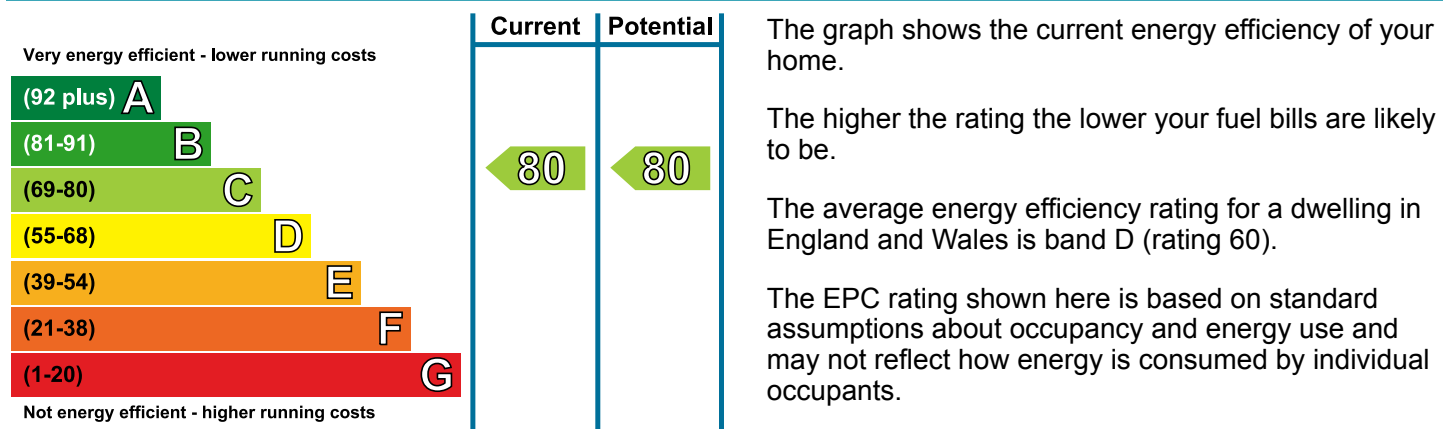 Current Potential
Very energy efficient - lower running costs
(92 plus) A
(81-91) B
(69-80) C
(55-68) D
(39-54) E
(21-38) F
(1-20) G
Not energy efficient - higher running costs
80 80
The graph shows the current energy efficiency of your
home.
The higher the rating the lower your fuel bills are likely
to be.
The average energy efficiency rating for a dwelling in
England and Wales is band D (rating 60).
The EPC rating shown here is based on standard
assumptions about occupancy and energy use and
may not reflect how energy is consumed by individual
occupants.